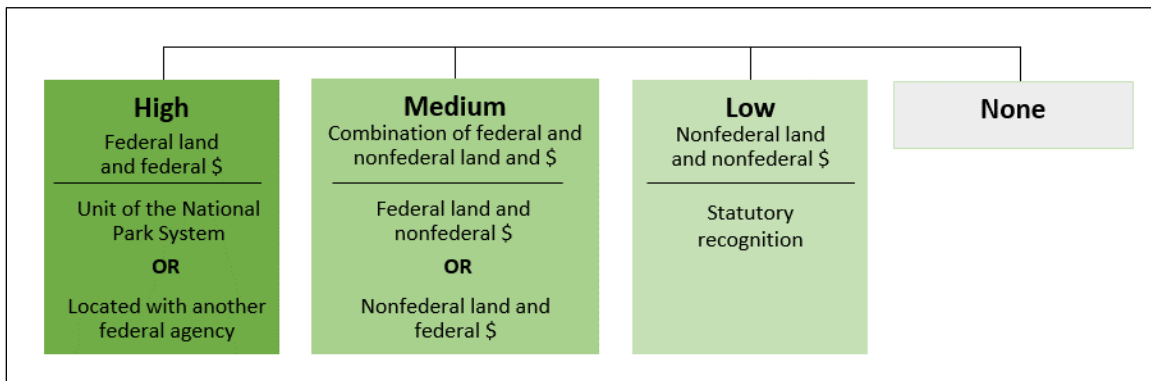 High
Federal land
and federal $
Unit of the National
Park System
OR
Located with another
federal agency
Medium
Combination of federal and
nonfederal land and $
Federal land and
nonfederal $
OR
Nonfederal land and
federal $
Low
Nonfederal land
and nonfederal $
Statutory
recognition
None